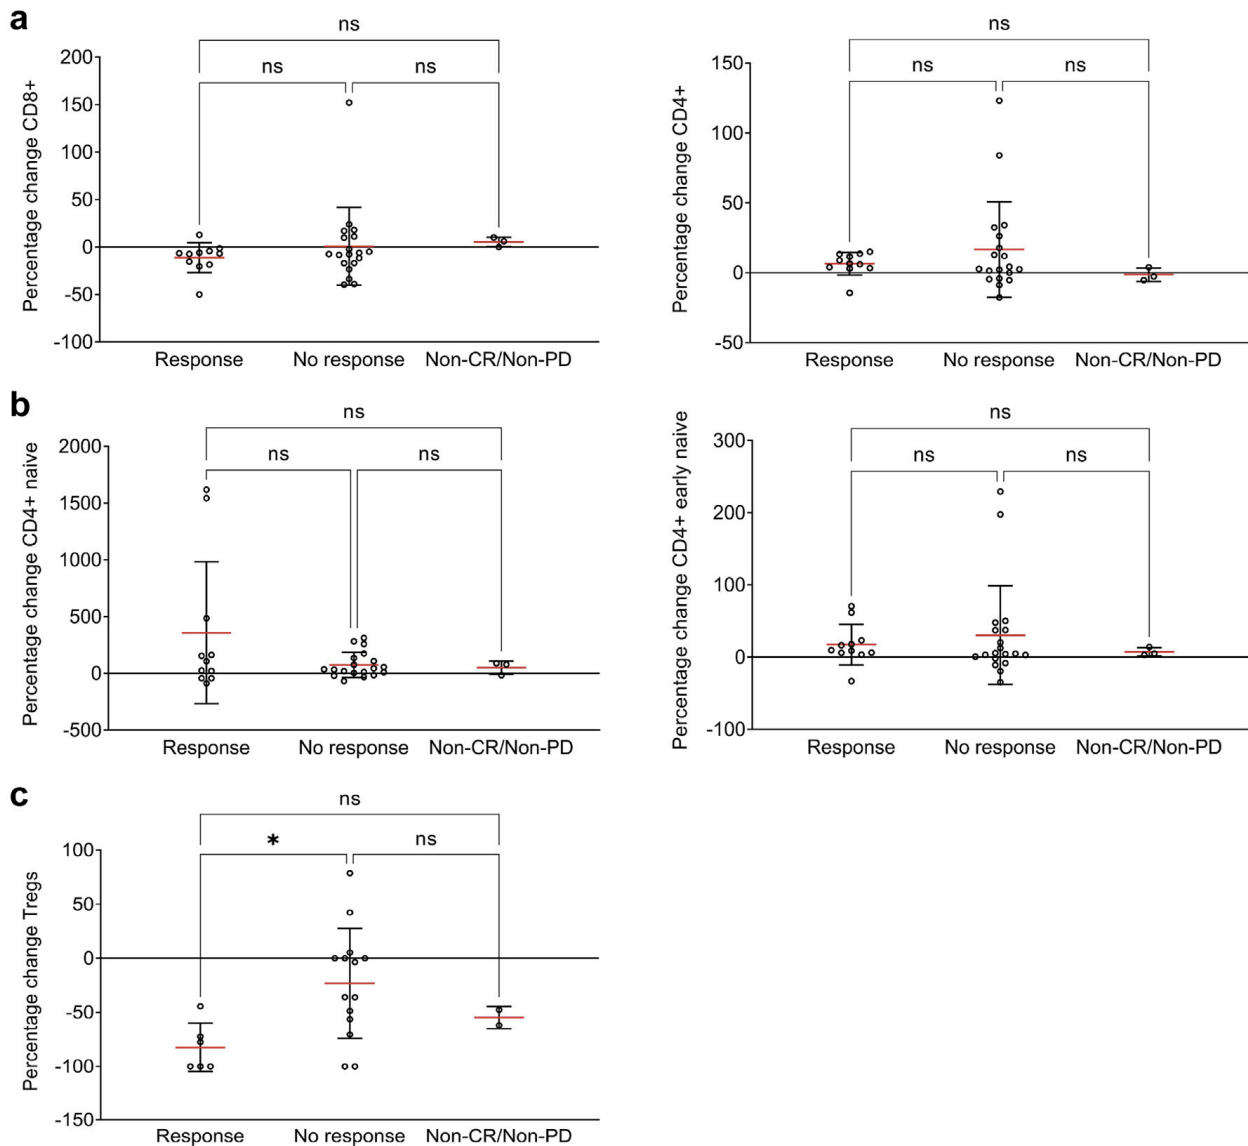 a
ns
ns ns
Percentage change CD8+
200
150
100
50
0
-50
-100
Response No response Non-CR/Non-PD
ns
ns ns
Percentage change CD4+
150
100
50
0
-50
Response No response Non-CR/Non-PD
b
ns
ns ns
Percentage change CD4+ naive
2000
1500
1000
500
0
-500
Response No response Non-CR/Non-PD
ns
ns ns
Percentage change CD4+ early naive
300
200
100
0
-100
Response No response Non-CR/Non-PD
c
ns
* ns
Percentage change Tregs
100
50
0
-50
-100
-150
Response No response Non-CR/Non-PD